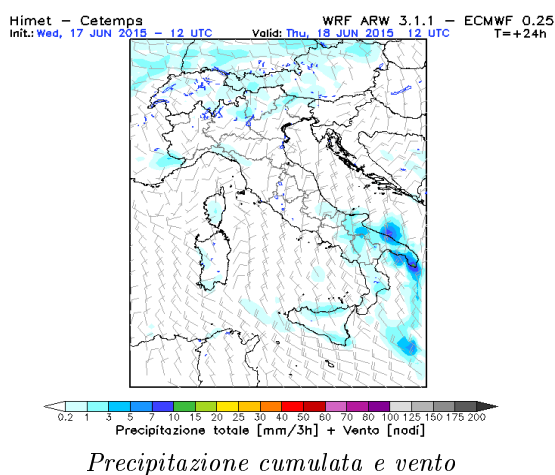 Himet – Cetemps WRF ARW 3.1.1 – ECMWF 0.25
Init.: Wed, 17 JUN 2015 – 12 UTC Valid: Thu, 18 JUN 2015 12 UTC T=+24h
0.2 1 3 5 7 10 15 20 25 30 40 50 60 70 80 100 125 150 175 200
Precipitazione totale [mm/3h] + Vento [nodi]
Precipitazione cumulata e vento